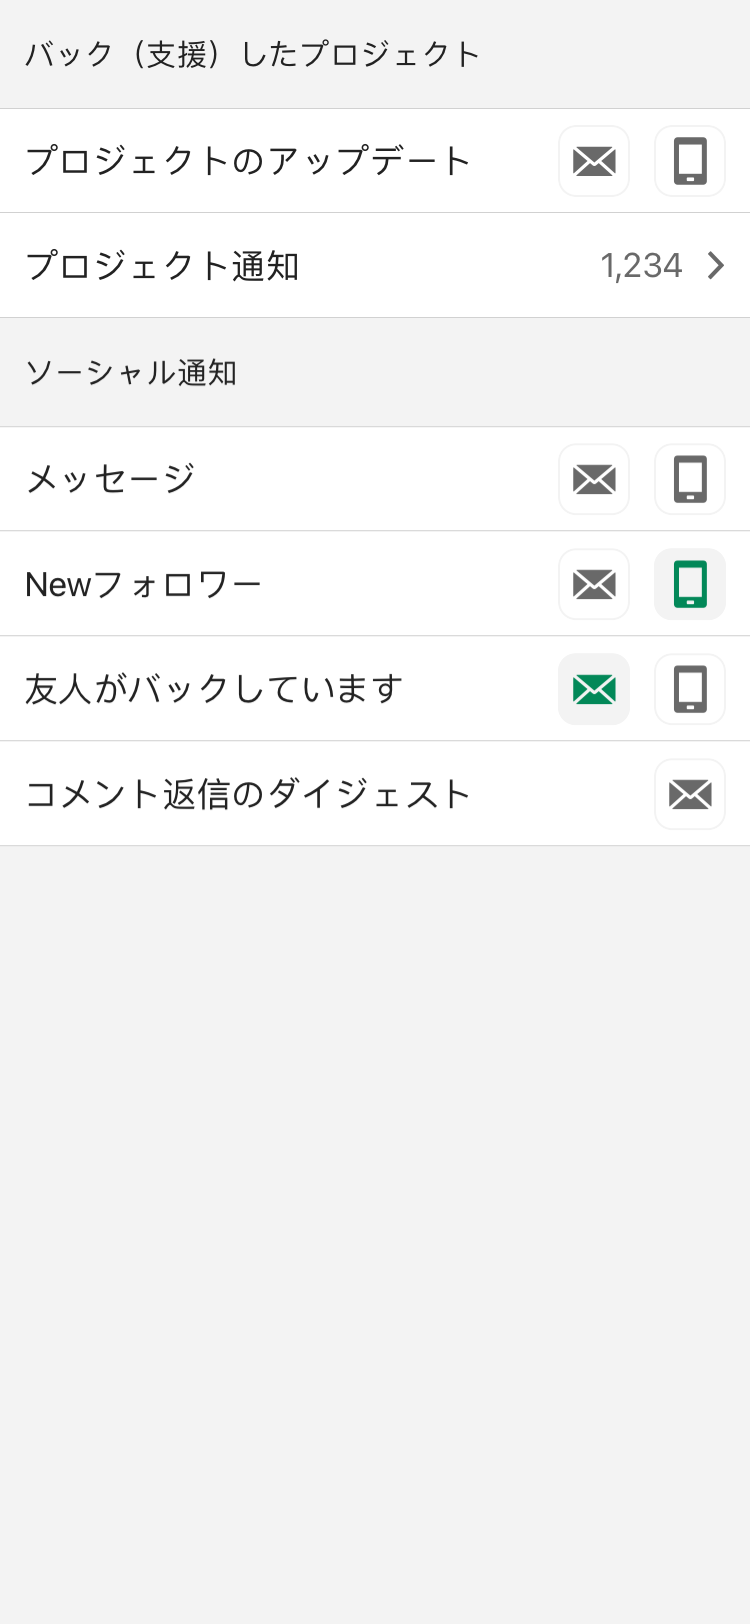 バック（支援）したプロジェクト
プロジェクトのアップデート
プロジェクト通知 1,234
ソーシャル通知
メッセージ
Newフォロワー
友人がバックしています
コメント返信のダイジェスト